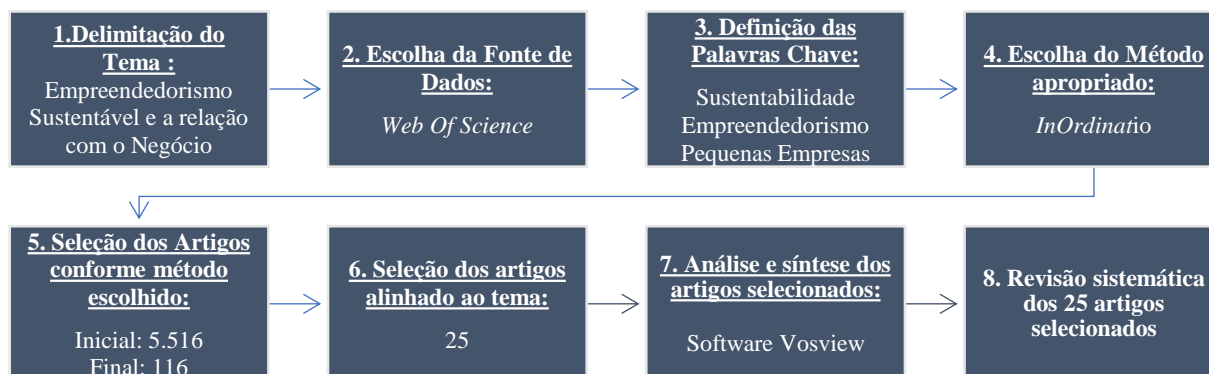 1.Delimitação do
Tema :
Empreendedorismo
Sustentável e a relação
com o Negócio
2. Escolha da Fonte de
Dados:
Web Of Science
3. Definição das
Palavras Chave:
Sustentabilidade
Empreendedorismo
Pequenas Empresas
4. Escolha do Método
apropriado:
InOrdinatio
5. Seleção dos Artigos
conforme método
escolhido:
Inicial: 5.516
Final: 116
6. Seleção dos artigos
alinhado ao tema:
25
7. Análise e síntese dos
artigos selecionados:
Software Vosview
8. Revisão sistemática
dos 25 artigos
selecionados